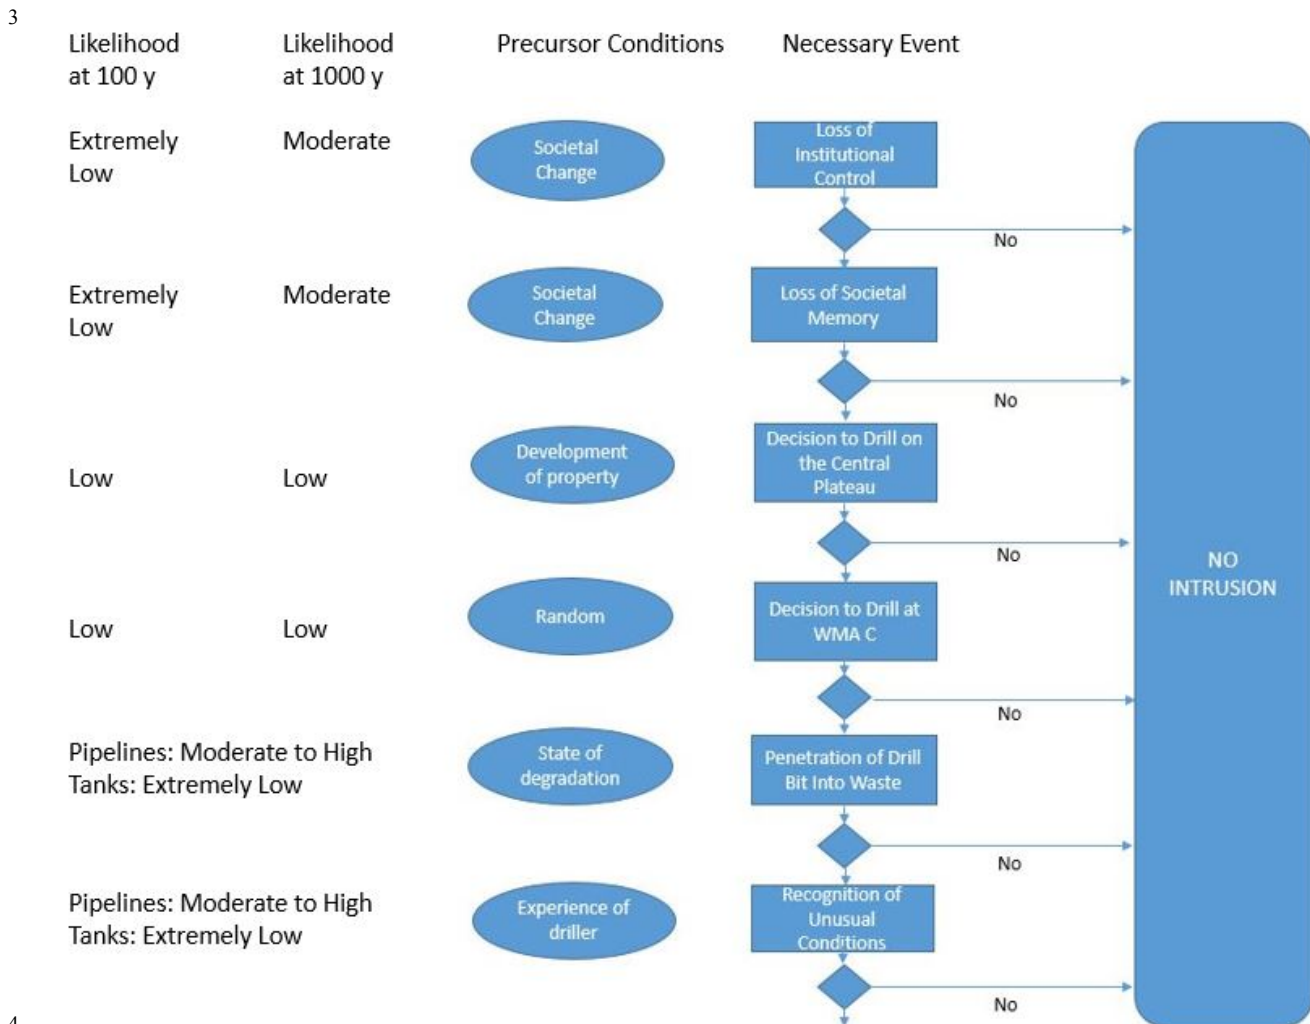 3
Likelihood
at 100 y
Likelihood
at 1000 y
Precursor Conditions
Necessary Event
Extremely
Low
Moderate
Societal
Change
Loss of
Institutional
Control
No
Extremely
Low
Moderate
Societal
Change
Loss of Societal
Memory
No
Low
Low
Development
of property
Decision to Drill on
the Central
Plateau
No
NO
INTRUSION
Low
Low
Random
Decision to Drill at
WMA C
No
Pipelines: Moderate to High
Tanks: Extremely Low
State of
degradation
Penetration of Drill
Bit Into Waste
No
Pipelines: Moderate to High
Tanks: Extremely Low
Experience of
driller
Recognition of
Unusual
Conditions
No
4